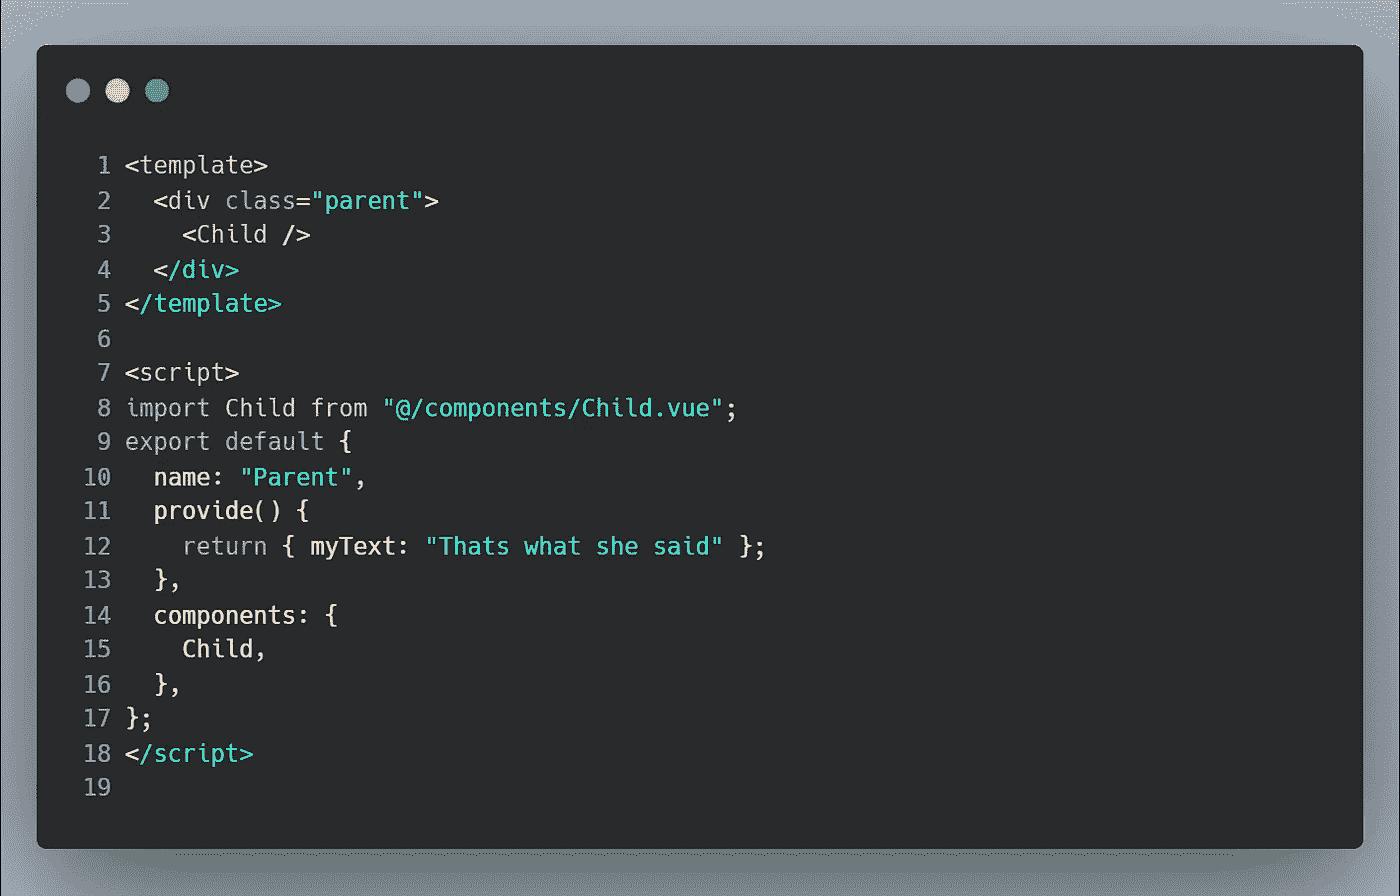 1 <template>
2   <div class="parent">
3     <Child />
4   </div>
5 </template>
6
7 <script>
8 import Child from "@/components/Child.vue";
9 export default {
10   name: "Parent",
11   provide() {
12     return { myText: "Thats what she said" };
13   },
14   components: {
15     Child,
16   },
17 };
18 </script>
19